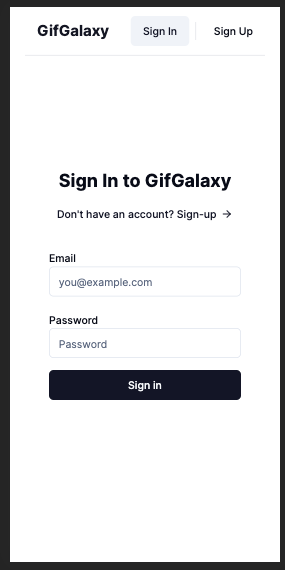 GifGalaxy Sign In Sign Up
Sign In to GifGalaxy
Don't have an account? Sign-up →
Email
you@example.com
Password
Password
Sign in